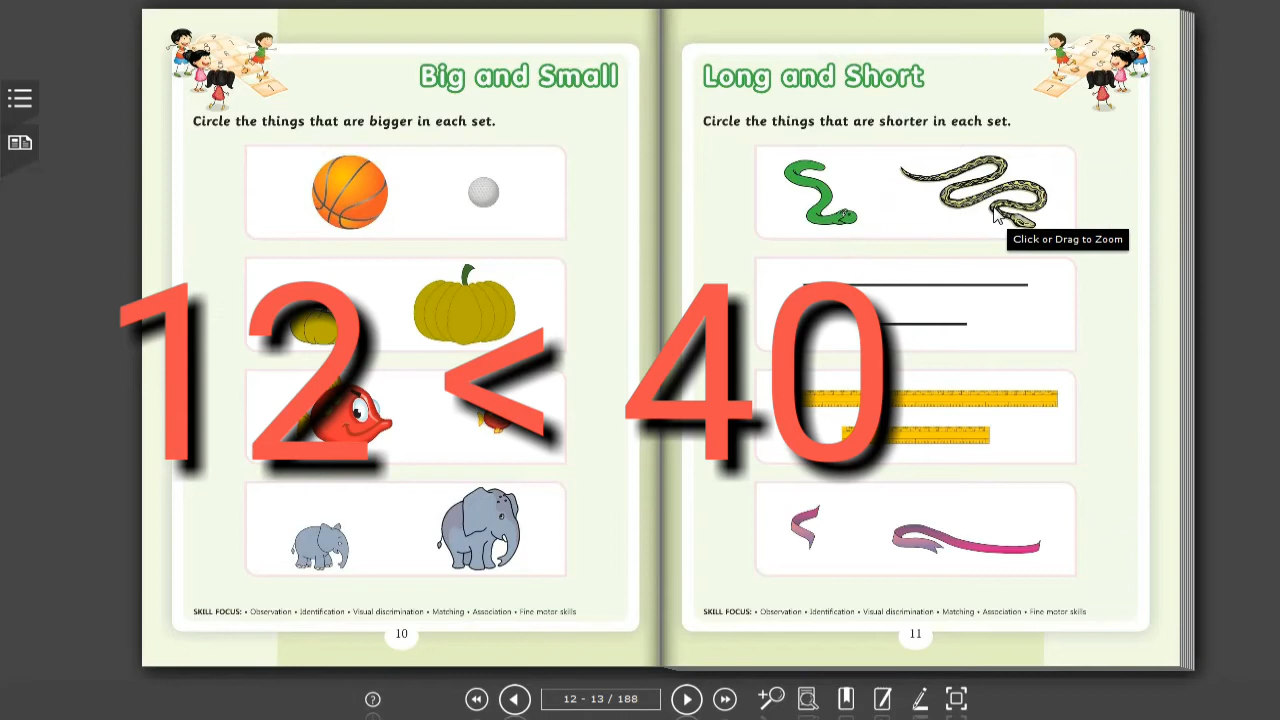 Big and Small
Circle the things that are bigger in each set.
SKILL FOCUS: • Observation • Identification • Visual discrimination • Matching • Association • Fine motor skills
10
Long and Short
Circle the things that are shorter in each set.
Click or Drag to Zoom
SKILL FOCUS: • Observation • Identification • Visual discrimination • Matching • Association • Fine motor skills
11
12 < 40
12 - 13 / 188